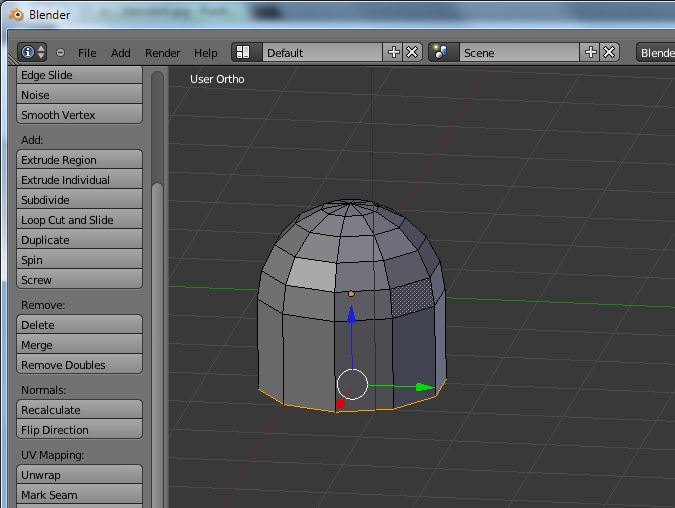 Blender
File Add Render Help Default Scene Blende
User Ortho
Edge Slide
Noise
Smooth Vertex
Add:
Extrude Region
Extrude Individual
Subdivide
Loop Cut and Slide
Duplicate
Spin
Screw
Remove:
Delete
Merge
Remove Doubles
Normals:
Recalculate
Flip Direction
UV Mapping:
Unwrap
Mark Seam